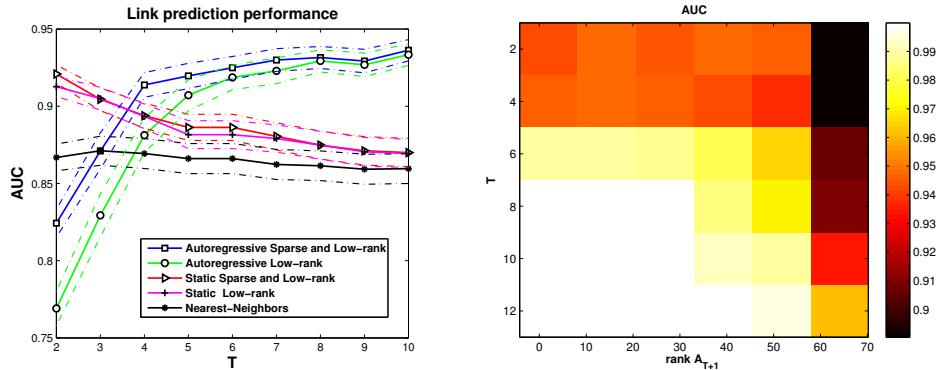 Link prediction performance
0.95
0.9
0.85
0.8
0.75
AUC
2 3 4 5 6 7 8 9 10
T
Autoregressive Sparse and Low-rank
Autoregressive Low-rank
Static Sparse and Low-rank
Static Low-rank
Nearest-Neighbors
AUC
T
2
4
6
8
10
12
0 10 20 30 40 50 60 70
rank A_{T+1}
0.99
0.98
0.97
0.96
0.95
0.94
0.93
0.92
0.91
0.9